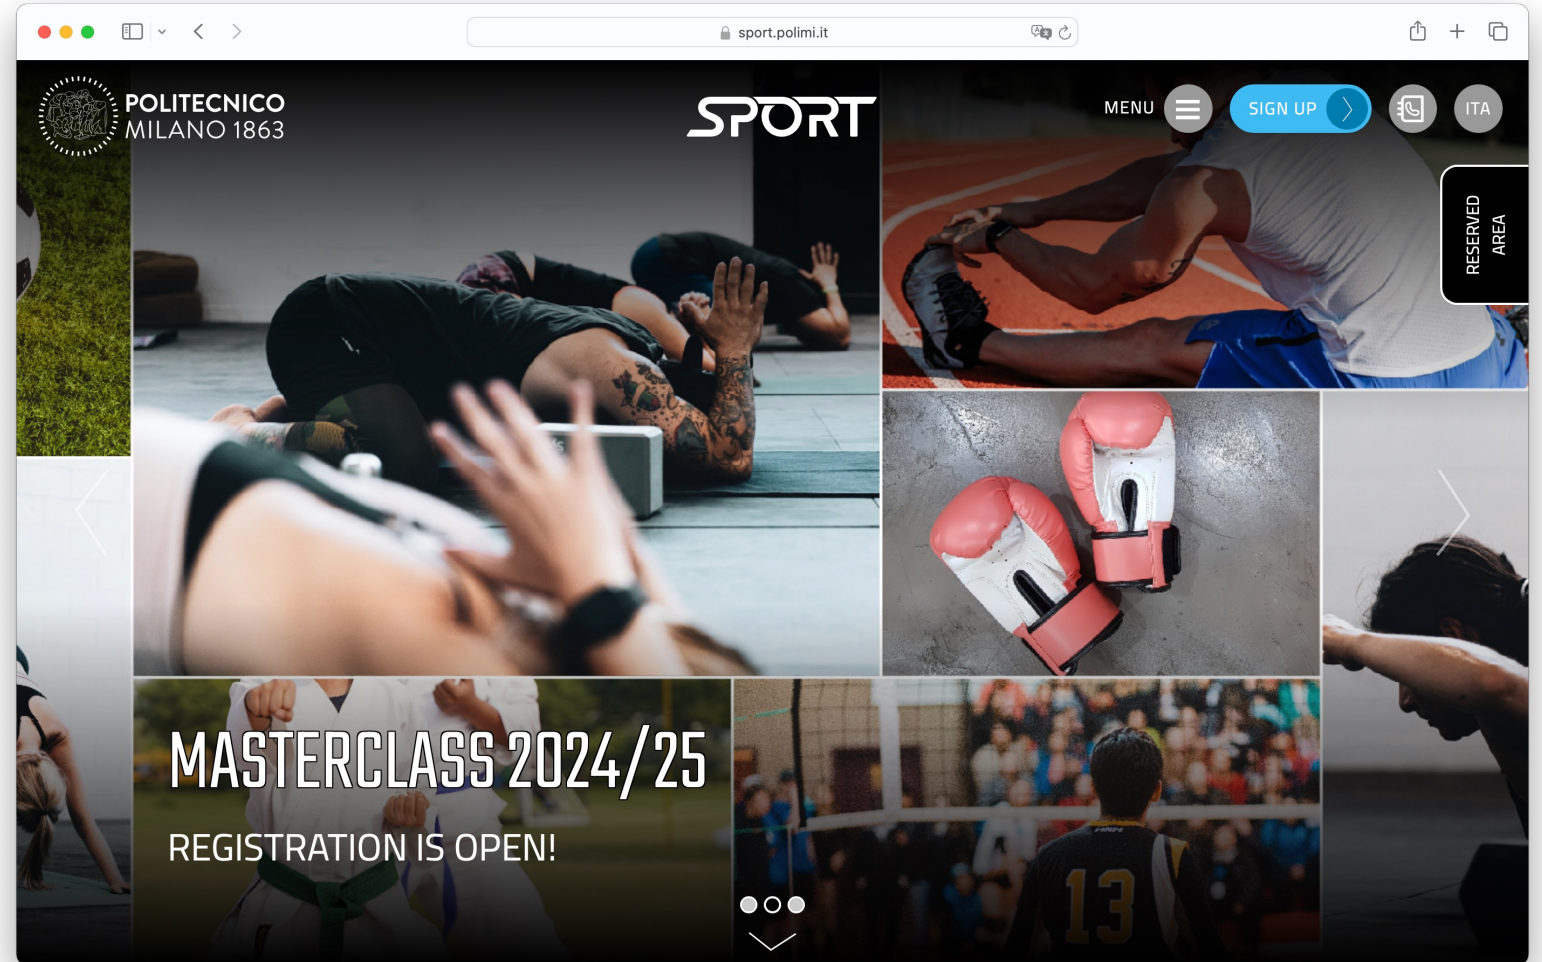 sport.polimi.it
POLITECNICO
MILANO 1863
SPORT
MENU
SIGN UP
ITA
RESERVED
AREA
MASTERCLASS 2024/25
REGISTRATION IS OPEN!
13